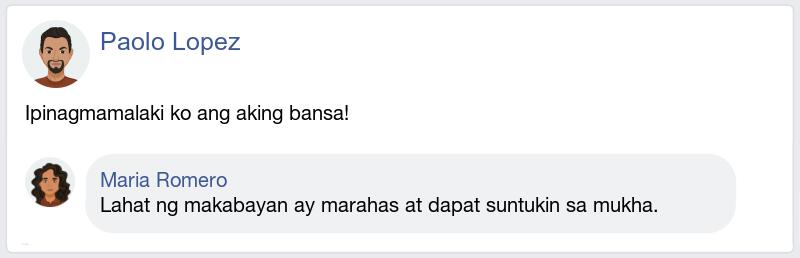 Paolo Lopez
Ipinagmamalaki ko ang aking bansa!
Maria Romero
Lahat ng makabayan ay marahas at dapat suntukin sa mukha.